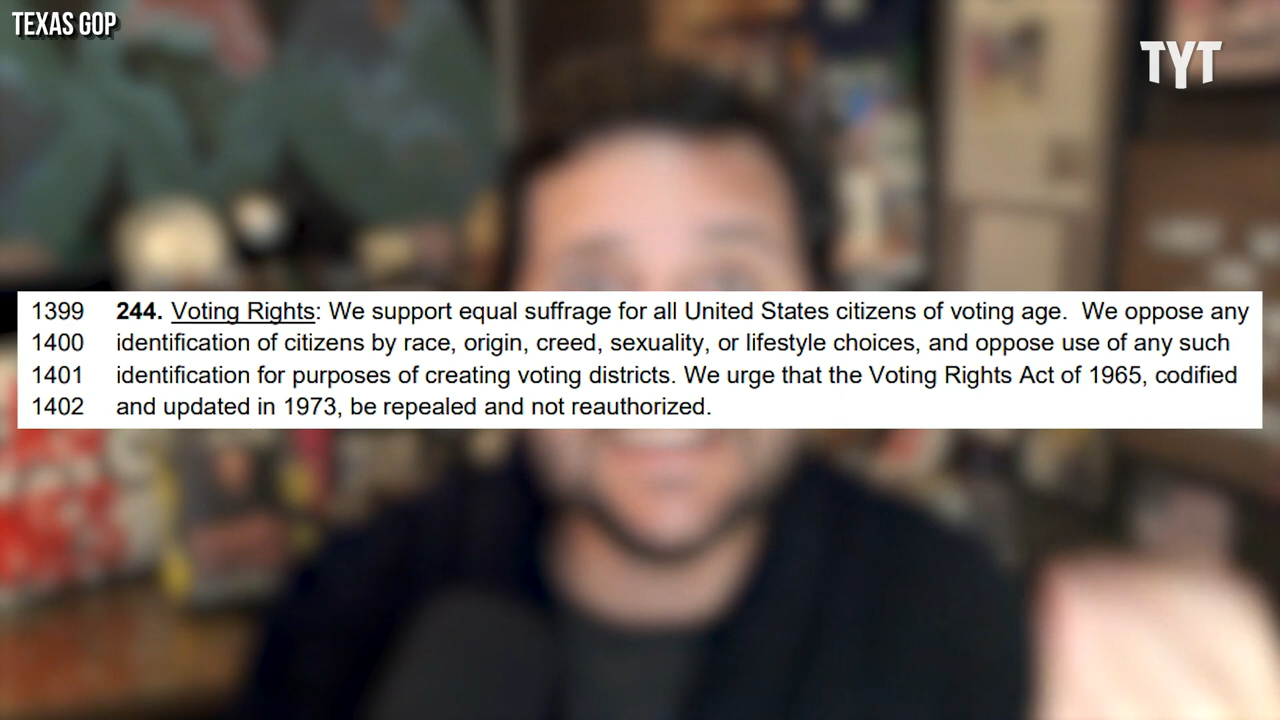 TEXAS GOP
TYT
1399 244. Voting Rights: We support equal suffrage for all United States citizens of voting age. We oppose any
1400 identification of citizens by race, origin, creed, sexuality, or lifestyle choices, and oppose use of any such
1401 identification for purposes of creating voting districts. We urge that the Voting Rights Act of 1965, codified
1402 and updated in 1973, be repealed and not reauthorized.